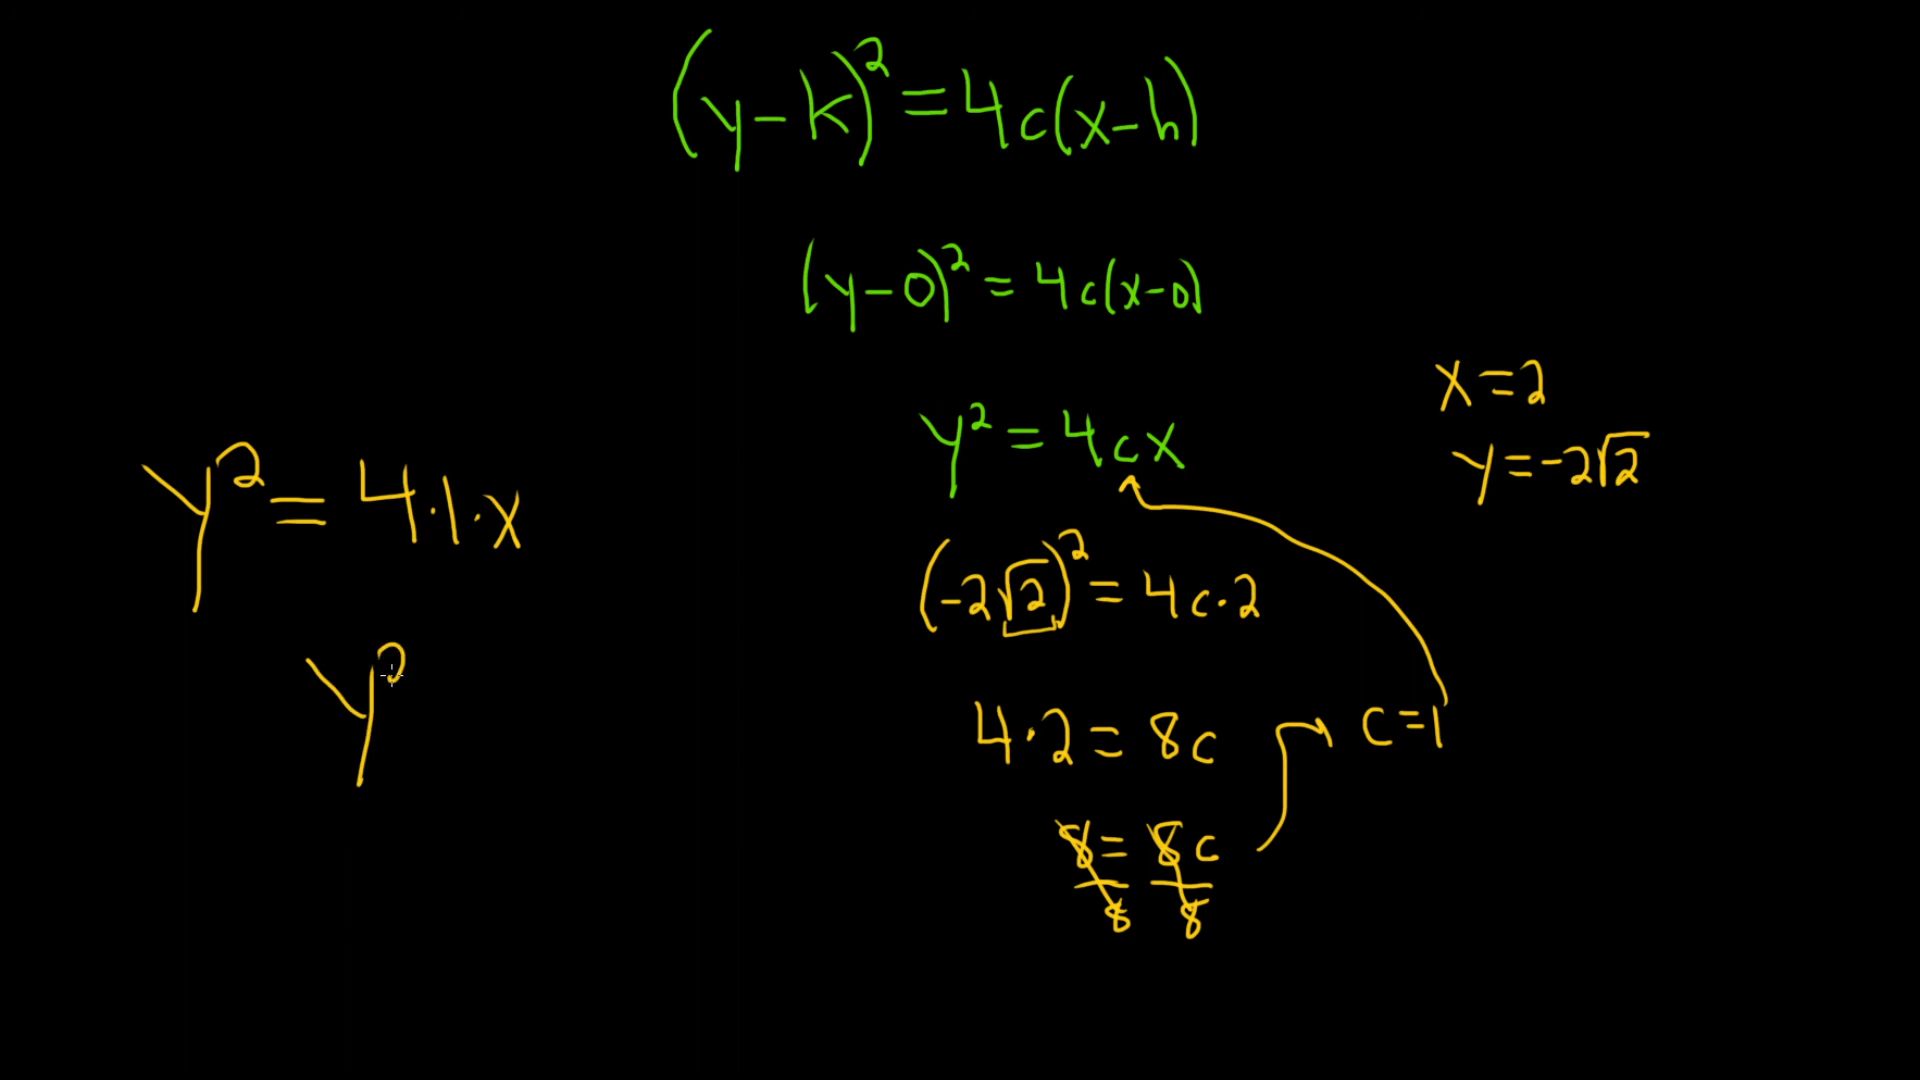 (y-k)² = 4c(x-h)
(y-0)² = 4c(x-0)
x = 2
y² = 4cx
y = -2√2
y² = 4·1·x
(-2√2)² = 4c·2
y²
4·2 = 8c
c = 1
8 = 8c
8 8